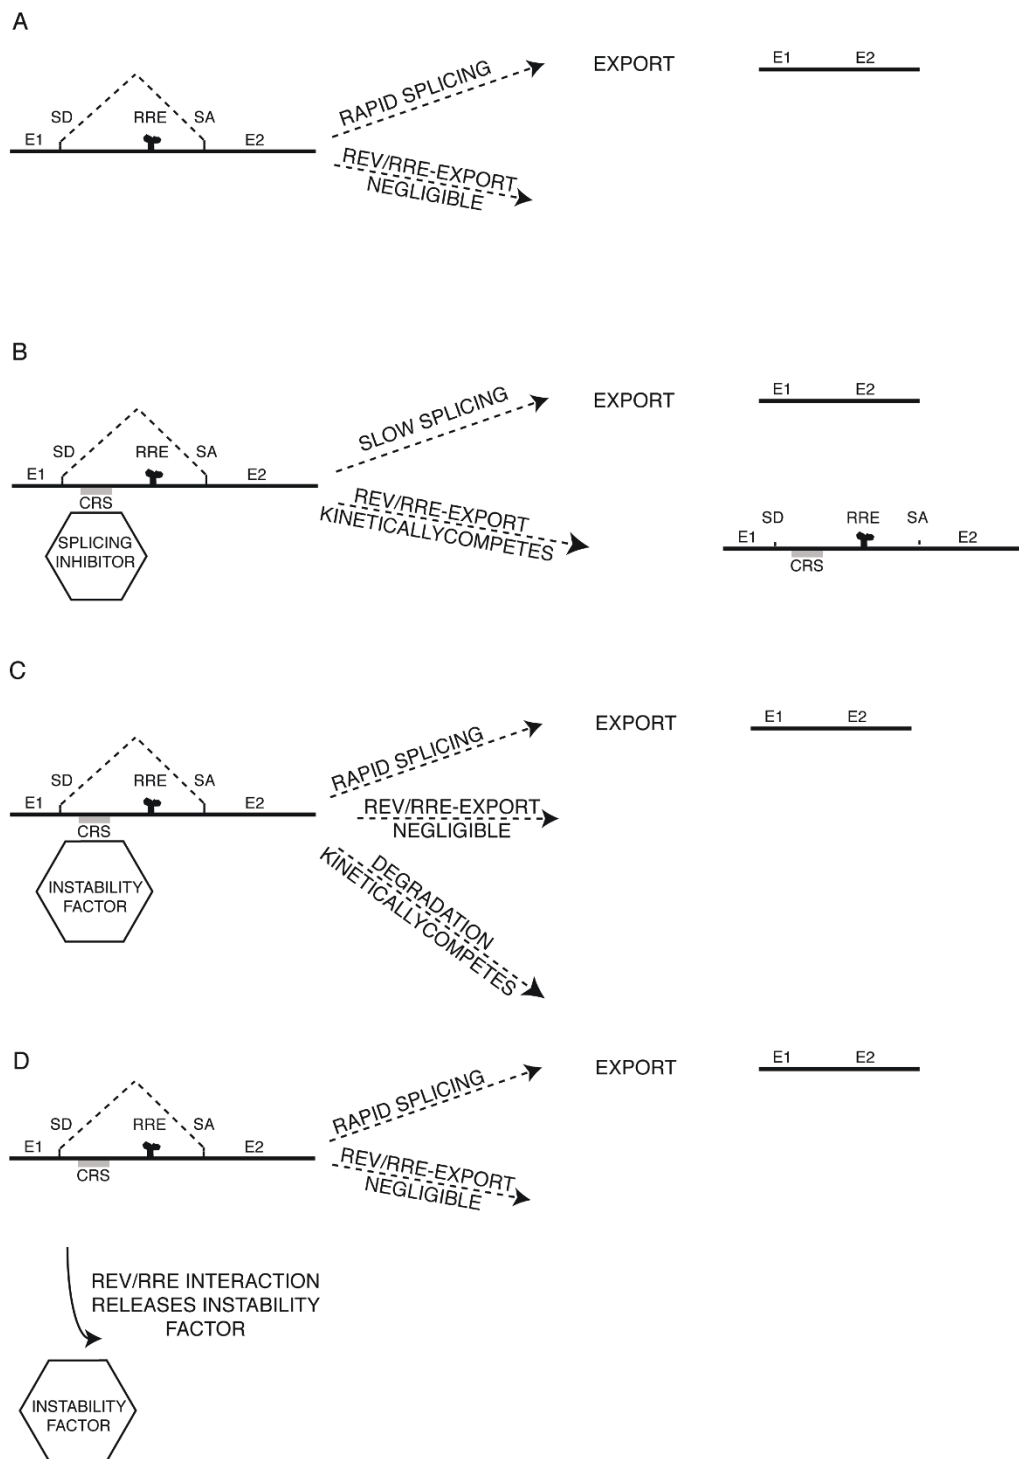 A
SD
RRE
SA
E1
E2
RAPID SPLICING
REV/RRE-EXPORT
NEGLIGIBLE
EXPORT
E1
E2
B
SD
RRE
SA
E1
E2
CRS
SPLICING
INHIBITOR
SLOW SPLICING
REV/RRE-EXPORT
KINETICALLYCOMPETES
EXPORT
E1
E2
SD
RRE
SA
E1
E2
CRS
C
SD
RRE
SA
E1
E2
CRS
INSTABILITY
FACTOR
RAPID SPLICING
REV/RRE-EXPORT
NEGLIGIBLE
DEGRADATION
KINETICALLYCOMPETES
EXPORT
E1
E2
D
SD
RRE
SA
E1
E2
CRS
RAPID SPLICING
REV/RRE-EXPORT
NEGLIGIBLE
EXPORT
E1
E2
REV/RRE INTERACTION
RELEASES INSTABILITY
FACTOR
INSTABILITY
FACTOR